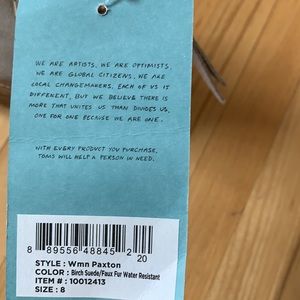 WE ARE ARTISTS, WE ARE OPTIMISTS,
WE ARE GLOBAL CITIZENS, WE ARE
LOCAL CHANGEMAKERS. EACH OF US IS
DIFFERENT, BUT WE BELIEVE THERE IS
MORE THAT UNITES US THAN DIVIDES US.
ONE FOR ONE BECAUSE WE ARE ONE.
WITH EVERY PRODUCT YOU PURCHASE,
TOMS WILL HELP A PERSON IN NEED.
8 89556 48845 2
20
STYLE : Wmn Paxton
COLOR : Birch Suede/Faux Fur Water Resistant
ITEM # : 10012413
SIZE : 8